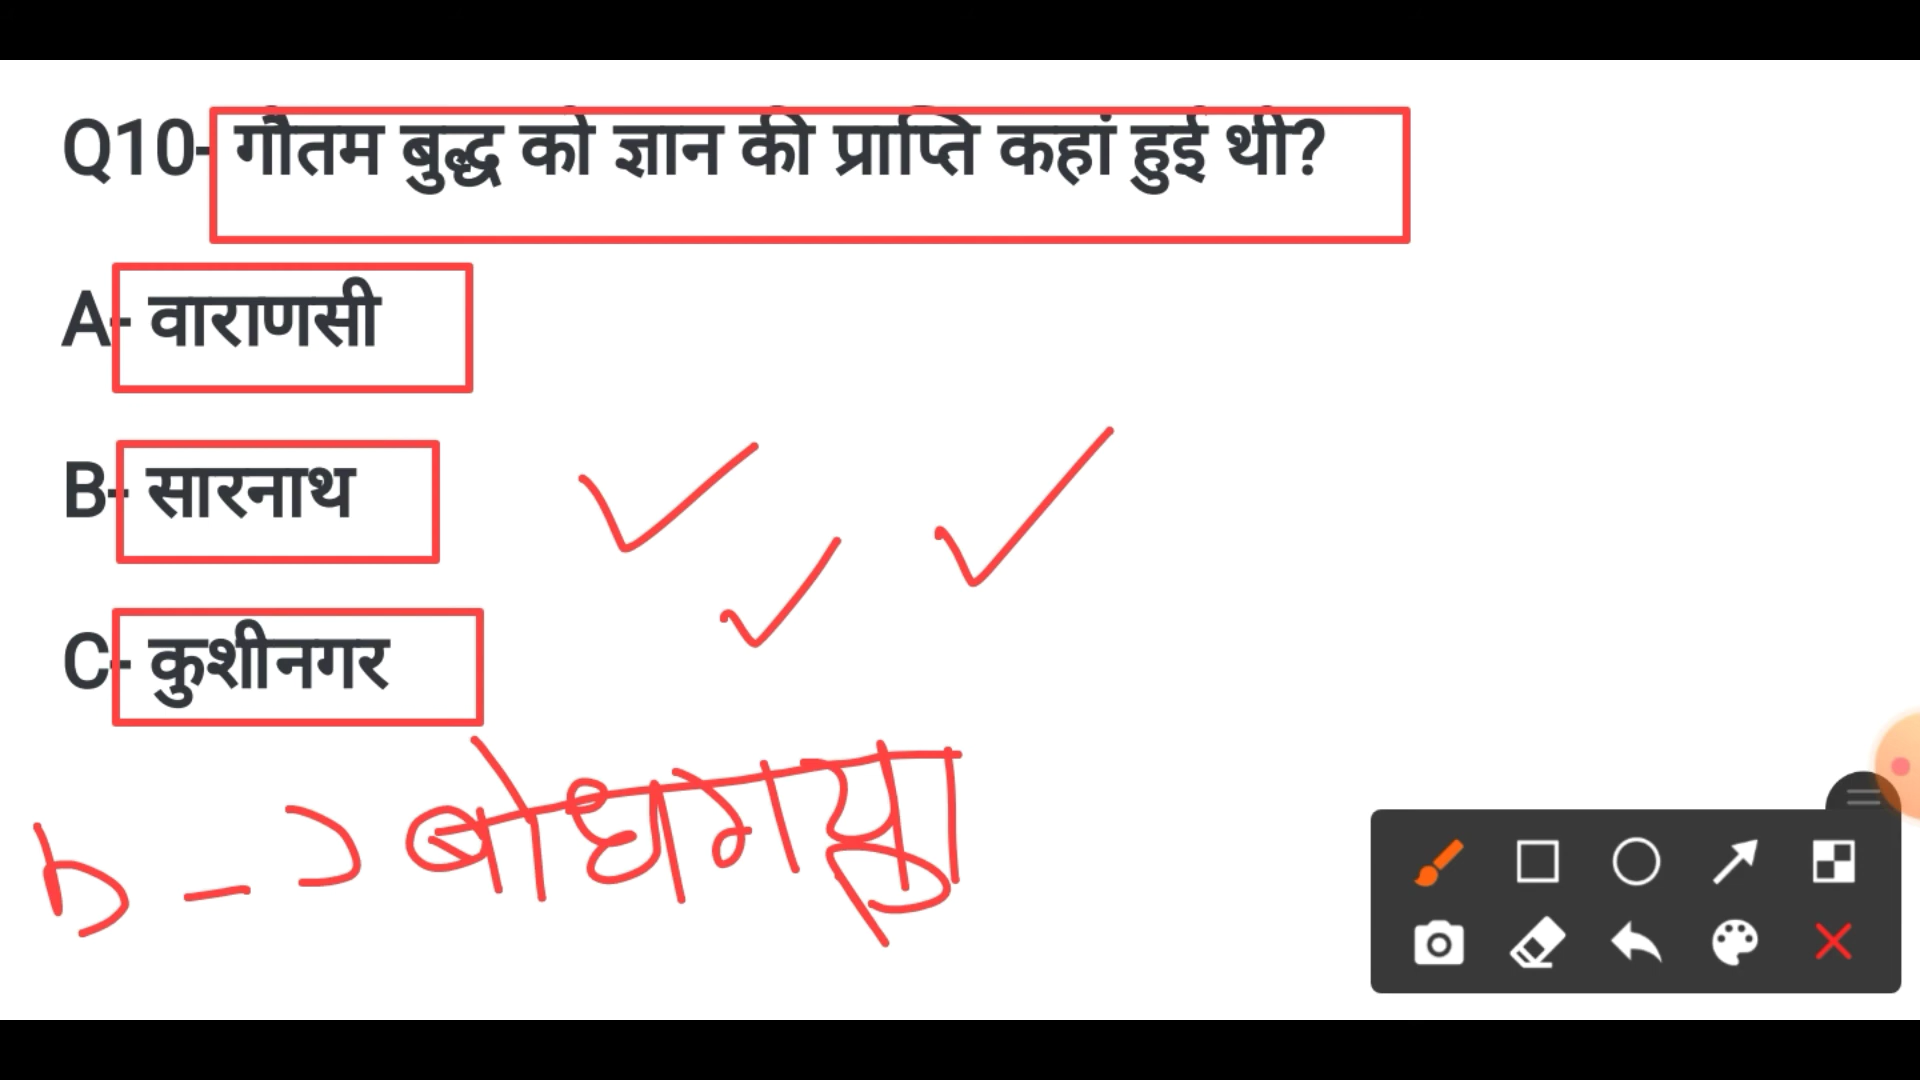 Q10- गौतम बुद्ध को ज्ञान की प्राप्ति कहां हुई थी?
A- वाराणसी
B- सारनाथ
C- कुशीनगर
D - बोधगया